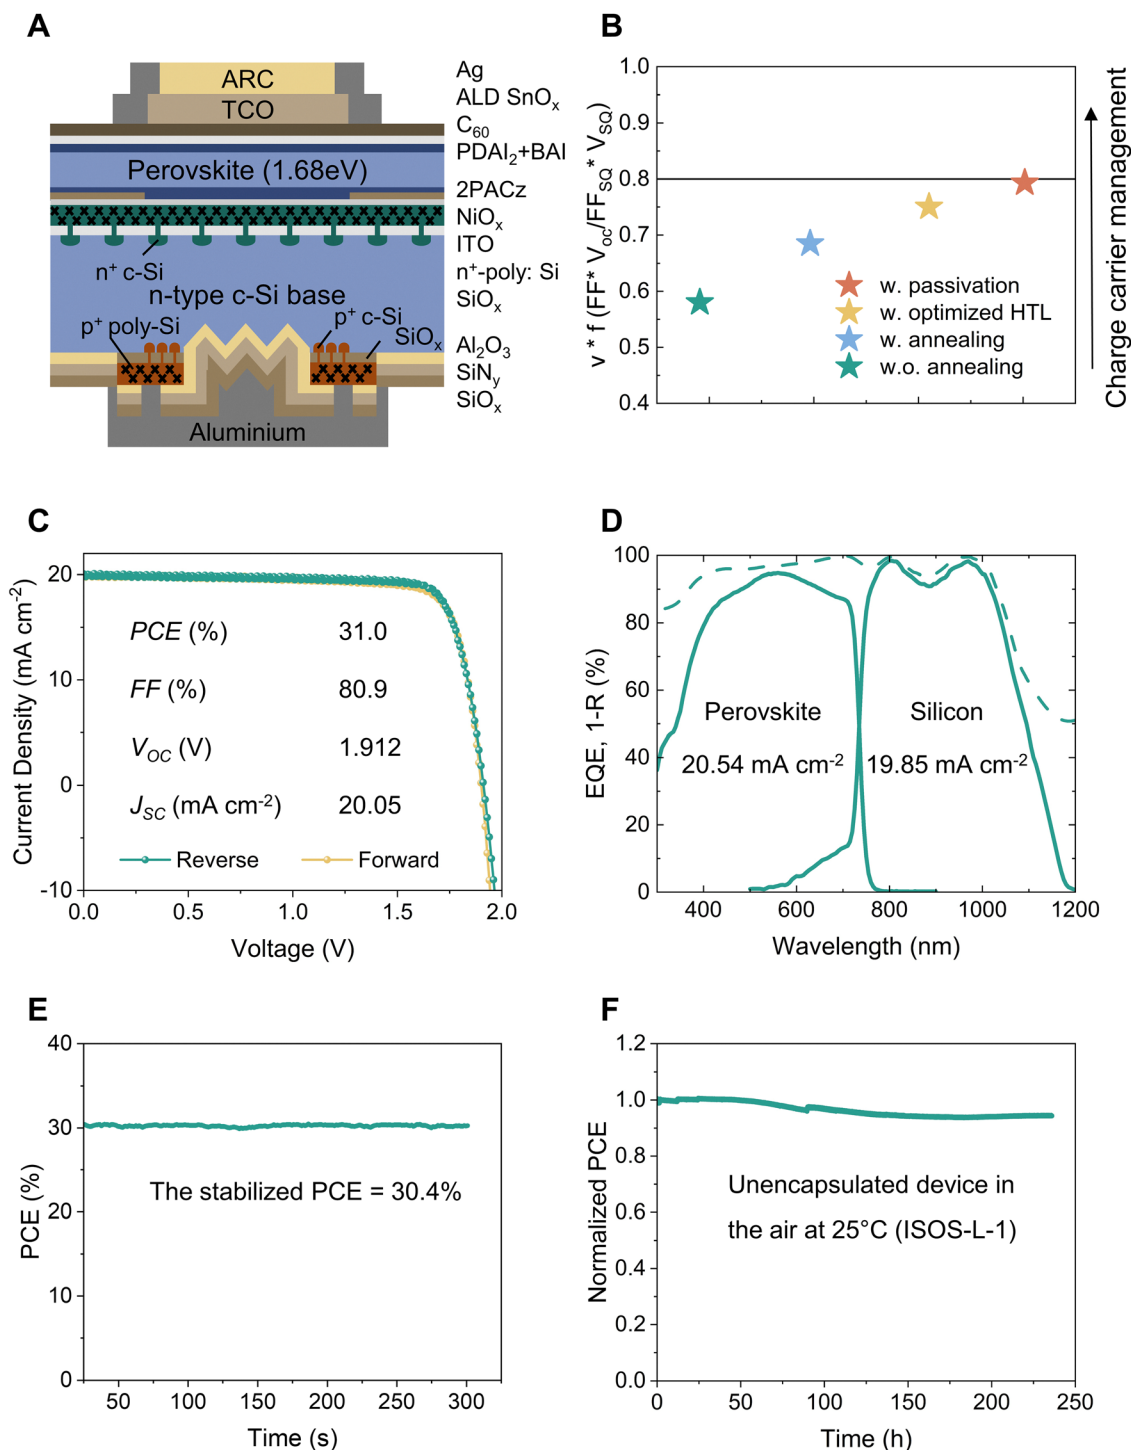 A
ARC
TCO
Perovskite (1.68eV)
n⁺ c-Si
n-type c-Si base
p⁺ poly-Si
p⁺ c-Si
SiOₓ
Aluminium
Ag
ALD SnOₓ
C₆₀
PDAI₂+BAI
2PACz
NiOₓ
ITO
n⁺-poly: Si
SiOₓ
Al₂O₃
SiNᵧ
SiOₓ
B
v * f (FF* V_oc/FF_SQ* V_SQ)
1.0
0.9
0.8
0.7
0.6
0.5
0.4
w. passivation
w. optimized HTL
w. annealing
w.o. annealing
Charge carrier management
C
Current Density (mA cm⁻²)
20
10
0
-10
PCE (%) 31.0
FF (%) 80.9
V_OC (V) 1.912
J_SC (mA cm⁻²) 20.05
Reverse Forward
0.0 0.5 1.0 1.5 2.0
Voltage (V)
D
EQE, 1-R (%)
100
80
60
40
20
0
Perovskite Silicon
20.54 mA cm⁻² 19.85 mA cm⁻²
400 600 800 1000 1200
Wavelength (nm)
E
PCE (%)
40
30
20
10
0
The stabilized PCE = 30.4%
50 100 150 200 250 300
Time (s)
F
Normalized PCE
1.2
1.0
0.8
0.6
0.4
0.2
0.0
Unencapsulated device in
the air at 25°C (ISOS-L-1)
0 50 100 150 200 250
Time (h)